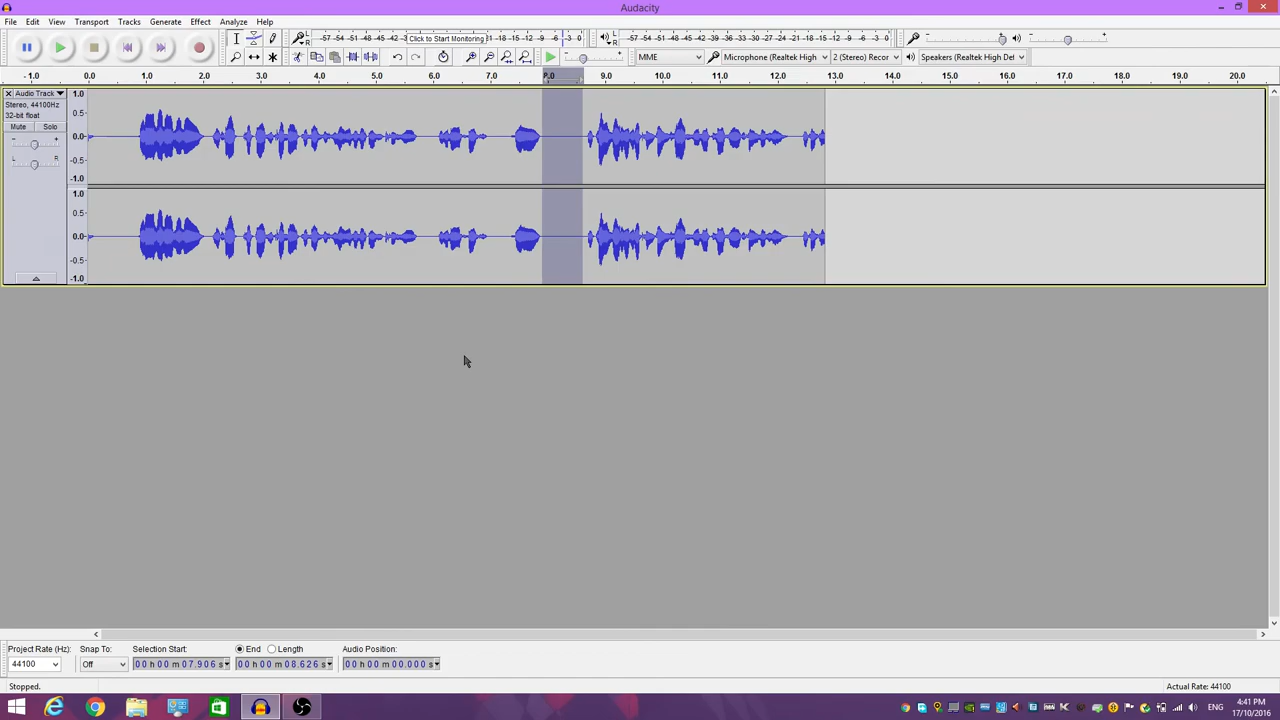 Audacity
File Edit View Transport Tracks Generate Effect Analyze Help
L R -57 -54 -51 -48 -45 -42 -3 Click to Start Monitoring -18 -15 -12 -9 -6 -3 0 L R -57 -54 -51 -48 -45 -42 -39 -36 -33 -30 -27 -24 -21 -18 -15 -12 -9 -6 -3 0
MME Microphone (Realtek High 2 (Stereo) Recor Speakers (Realtek High Def
-1.0 0.0 1.0 2.0 3.0 4.0 5.0 6.0 7.0 8.0 9.0 10.0 11.0 12.0 13.0 14.0 15.0 16.0 17.0 18.0 19.0 20.0
Audio Track 1.0
Stereo, 44100Hz
32-bit float 0.5
Mute Solo
0.0
L R -0.5
-1.0
1.0
0.5
0.0
-0.5
-1.0
Project Rate (Hz): Snap To: Selection Start: End Length Audio Position:
44100 Off 00 h 00 m 07.906 s 00 h 00 m 08.626 s 00 h 00 m 00.000 s
Stopped. Actual Rate: 44100
ENG 4:41 PM
17/10/2016